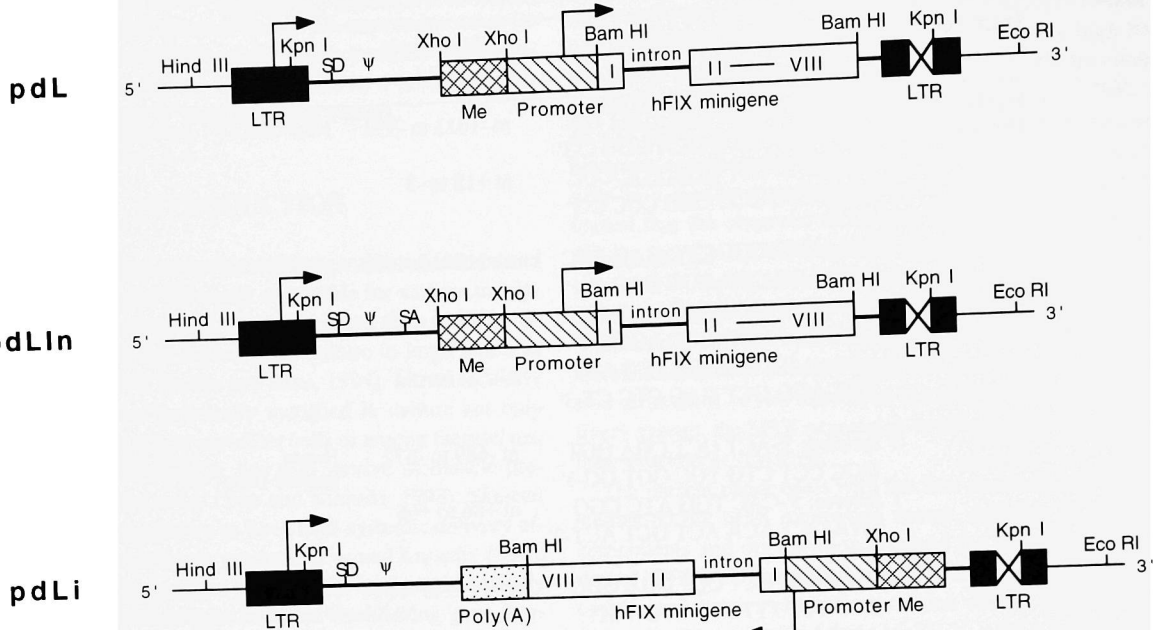 Hind III Kpn I SD ψ Xho I Xho I Bam HI intron Bam HI Kpn I Eco RI
pdL 5' LTR Me Promoter I II VIII hFIX minigene LTR 3'
Hind III Kpn I SD ψ SA Xho I Xho I Bam HI intron Bam HI Kpn I Eco RI
dLIn 5' LTR Me Promoter I II VIII hFIX minigene LTR 3'
Hind III Kpn I SD ψ Bam HI intron Bam HI Xho I Kpn I Eco RI
pdLi 5' LTR Poly(A) VIII II hFIX minigene I Promoter Me LTR 3'